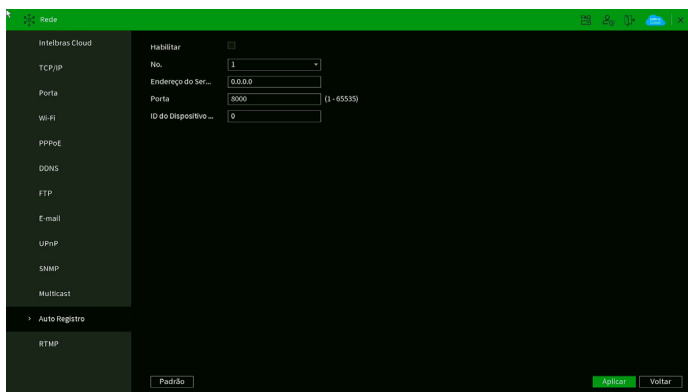 Rede
Intelbras Cloud
TCP/IP
Porta
Wi-Fi
PPPoE
DDNS
FTP
E-mail
UPnP
SNMP
Multicast
> Auto Registro
RTMP
Habilitar
No. 1
Endereço do Ser... 0.0.0.0
Porta 8000 (1 - 65535)
ID do Dispositivo ... 0
Padrão
Aplicar Voltar